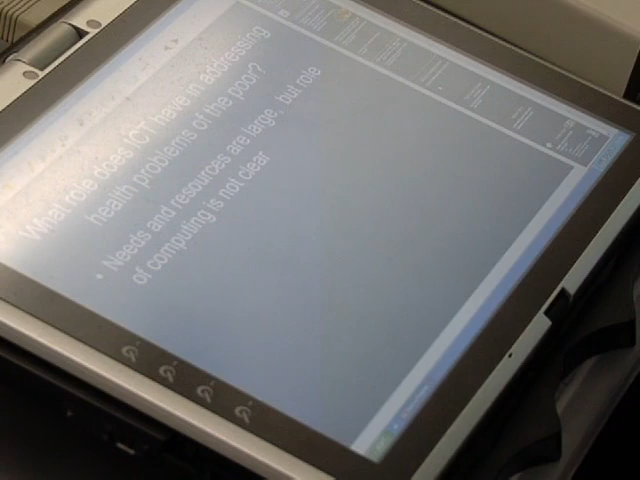 What role does ICT have in addressing
health problems of the poor?
• Needs and resources are large, but role
of computing is not clear